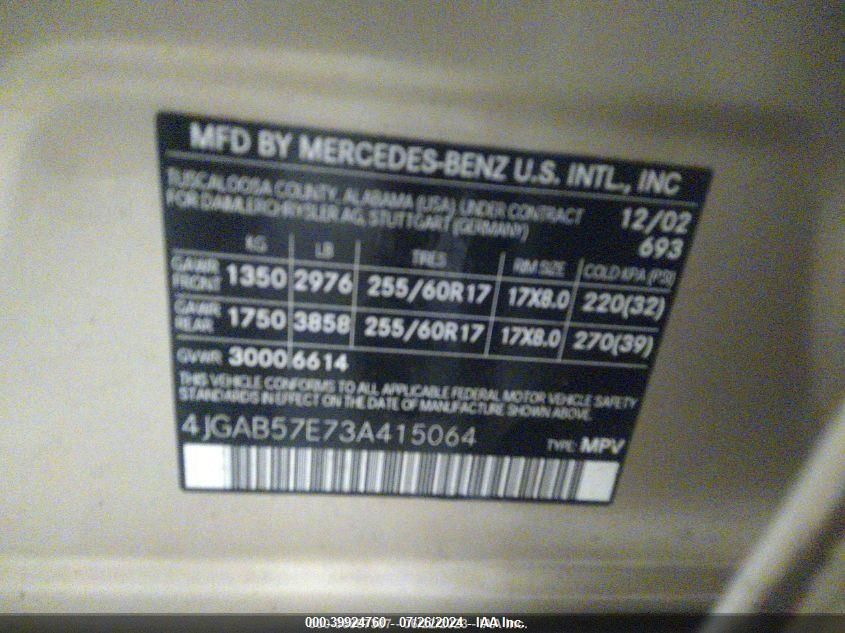 MFD BY MERCEDES-BENZ U.S. INTL., INC
TUSCALOOSA COUNTY, ALABAMA (USA) UNDER CONTRACT
FOR DAIMLERCHRYSLER AG, STUTTGART (GERMANY)
12/02
693
KG LB TIRES RIM SIZE COLD KPA (PSI)
GAWR FRONT 1350 2976 255/60R17 17X8.0 220(32)
GAWR REAR 1750 3858 255/60R17 17X8.0 270(39)
GVWR 3000 6614
THIS VEHICLE CONFORMS TO ALL APPLICABLE FEDERAL MOTOR VEHICLE SAFETY
STANDARDS IN EFFECT ON THE DATE OF MANUFACTURE SHOWN ABOVE.
4JGAB57E73A415064 TYPE: MPV
000-39924760 - 07/26/2024 - IAA Inc.